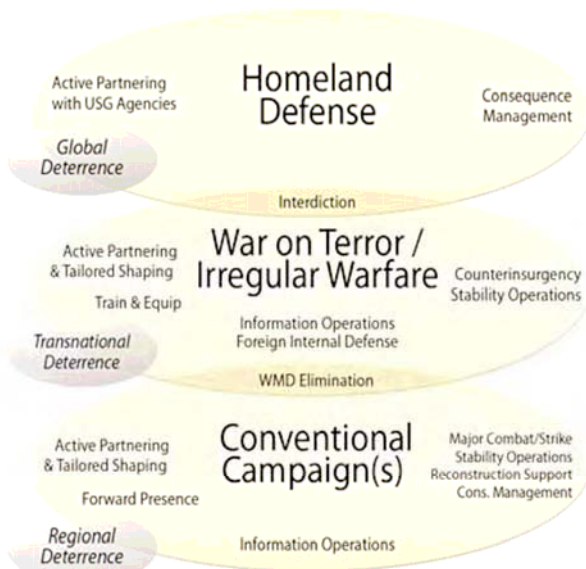 Homeland
Defense
Active Partnering
with USG Agencies
Consequence
Management
Global
Deterrence
Interdiction
War on Terror /
Irregular Warfare
Active Partnering
& Tailored Shaping
Train & Equip
Counterinsurgency
Stability Operations
Information Operations
Foreign Internal Defense
Transnational
Deterrence
WMD Elimination
Conventional
Campaign(s)
Active Partnering
& Tailored Shaping
Forward Presence
Major Combat/Strike
Stability Operations
Reconstruction Support
Cons. Management
Regional
Deterrence
Information Operations